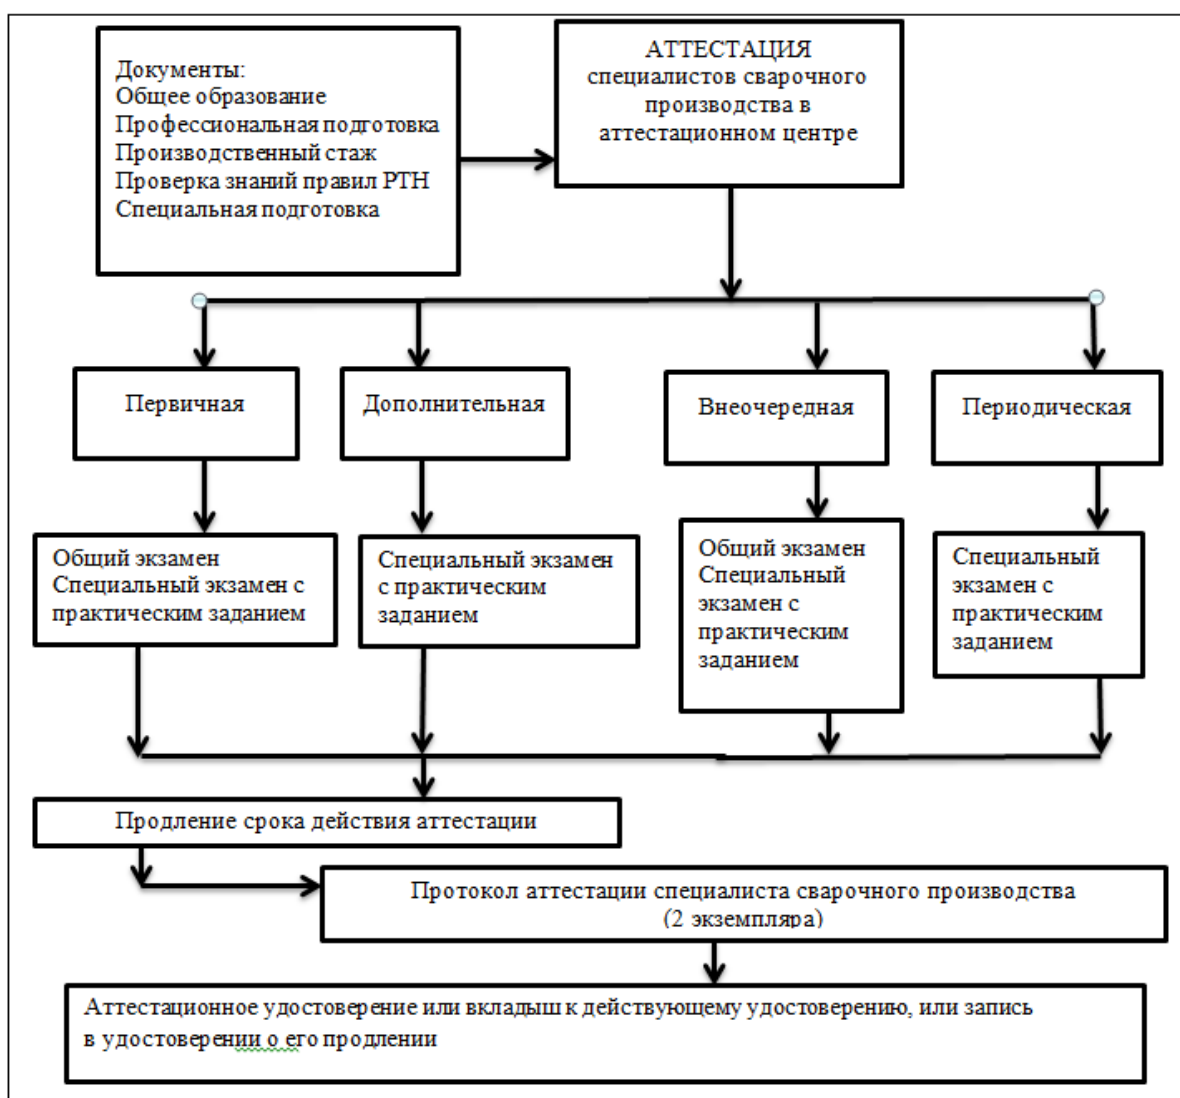 Документы:
Общее образование
Профессиональная подготовка
Производственный стаж
Проверка знаний правил РТН
Специальная подготовка
АТТЕСТАЦИЯ
специалистов сварочного
производства в
аттестационном центре
Первичная
Дополнительная
Внеочередная
Периодическая
Общий экзамен
Специальный экзамен с
практическим заданием
Специальный экзамен
с практическим
заданием
Общий экзамен
Специальный
экзамен с
практическим
заданием
Специальный
экзамен с
практическим
заданием
Продление срока действия аттестации
Протокол аттестации специалиста сварочного производства
(2 экземпляра)
Аттестационное удостоверение или вкладыш к действующему удостоверению, или запись
в удостоверении о его продлении